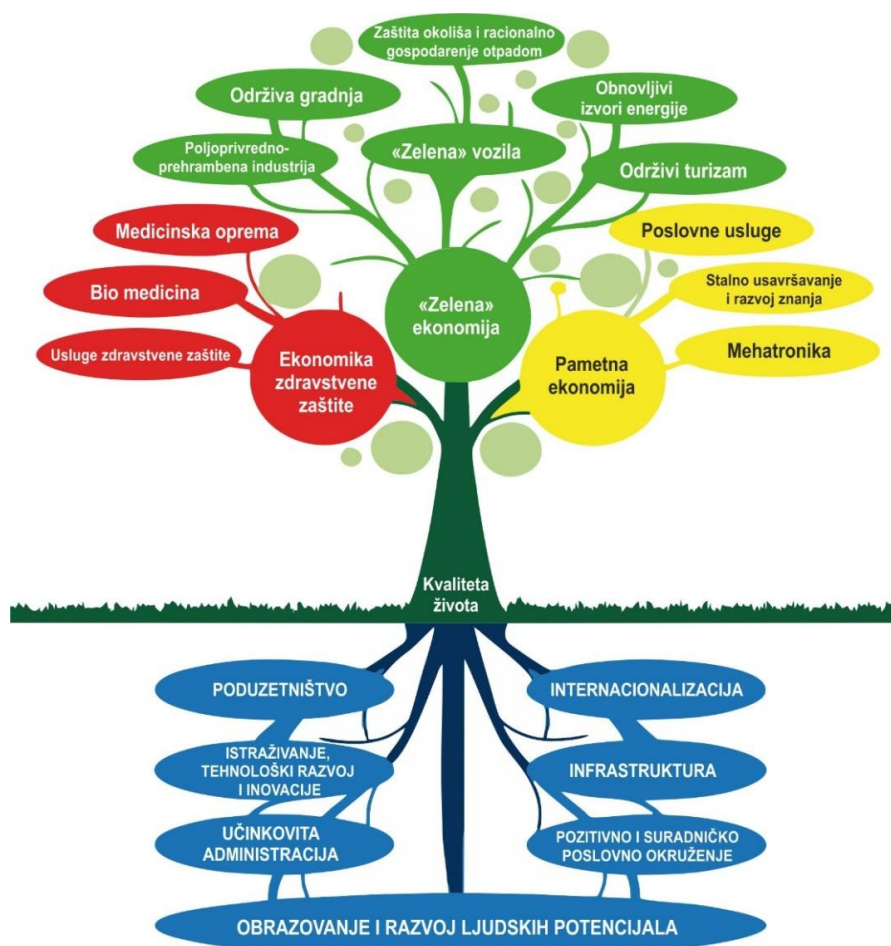 Zaštita okoliša i racionalno
gospodarenje otpadom
Održiva gradnja
Obnovljivi
izvori energije
Poljoprivredno-
prehrambena industrija
«Zelena» vozila
Održivi turizam
Medicinska oprema
Poslovne usluge
Bio medicina
Stalno usavršavanje
i razvoj znanja
«Zelena»
ekonomija
Usluge zdravstvene zaštite
Ekonomika
zdravstvene
zaštite
Pametna
ekonomija
Mehatronika
Kvaliteta
života
PODUZETNIŠTVO
INTERNACIONALIZACIJA
ISTRAŽIVANJE,
TEHNOLOŠKI RAZVOJ
I INOVACIJE
INFRASTRUKTURA
UČINKOVITA
ADMINISTRACIJA
POZITIVNO I SURADNIČKO
POSLOVNO OKRUŽENJE
OBRAZOVANJE I RAZVOJ LJUDSKIH POTENCIJALA